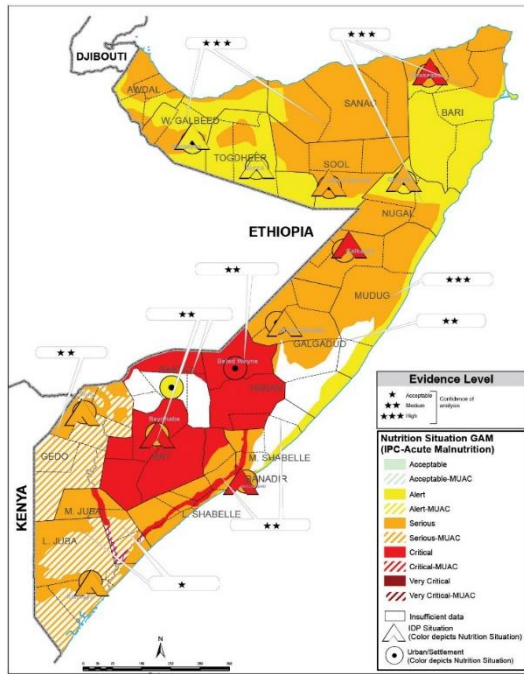 ★★★
★★★
DJIBOUTI
AWDAL
SANAG
BARI
W. GALBEED
TOGDHEER
SOOL
NUGAL
ETHIOPIA
★★
MUDUG
★★★
★★
★★
GALGADUD
Beled Weyne
HIRAN
★★
Baydhaba
BAY
GEDO
M. SHABELLE
BANADIR
KENYA
M. JUBA
L. SHABELLE
★★
L. JUBA
★
N
Evidence Level
★ Acceptable
★★ Medium
★★★ High
Confidence of
analysis
Nutrition Situation GAM
(IPC-Acute Malnutrition)
Acceptable
Acceptable-MUAC
Alert
Alert-MUAC
Serious
Serious-MUAC
Critical
Critical-MUAC
Very Critical
Very Critical-MUAC
Insufficient data
IDP Situation
(Color depicts Nutrition Situation)
Urban/Settlement
(Color depicts Nutrition Situation)